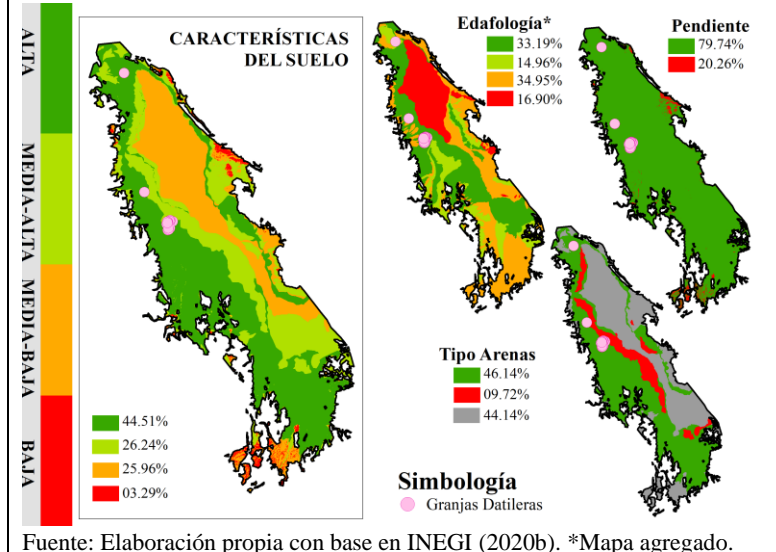 ALTA
MEDIA-ALTA
MEDIA-BAJA
BAJA
CARACTERÍSTICAS
DEL SUELO
44.51%
26.24%
25.96%
03.29%
Edafología*
33.19%
14.96%
34.95%
16.90%
Pendiente
79.74%
20.26%
Tipo Arenas
46.14%
09.72%
44.14%
Simbología
Granjas Datileras
Fuente: Elaboración propia con base en INEGI (2020b). *Mapa agregado.